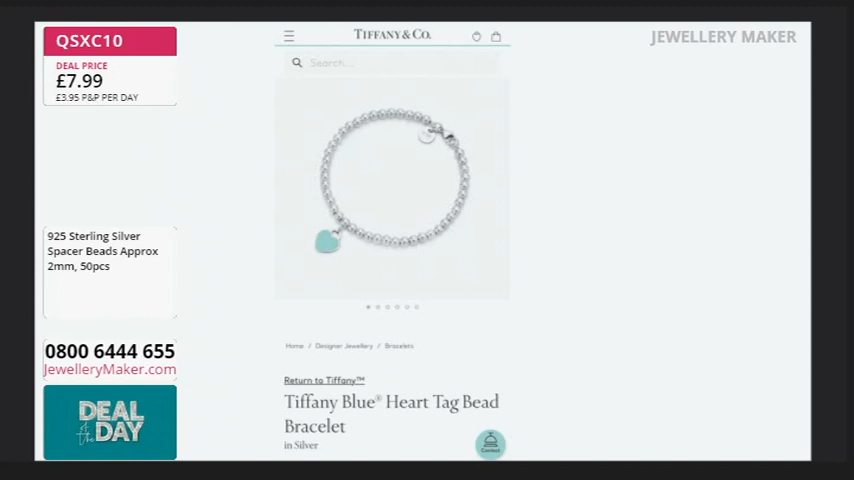 QSXC10
DEAL PRICE
£7.99
£3.95 P&P PER DAY
925 Sterling Silver
Spacer Beads Approx
2mm, 50pcs
0800 6444 655
JewelleryMaker.com
DEAL
of the
DAY
TIFFANY & CO.
Search...
Home / Designer Jewellery / Bracelets
Return to Tiffany™
Tiffany Blue® Heart Tag Bead
Bracelet
in Silver
Contact
JEWELLERY MAKER